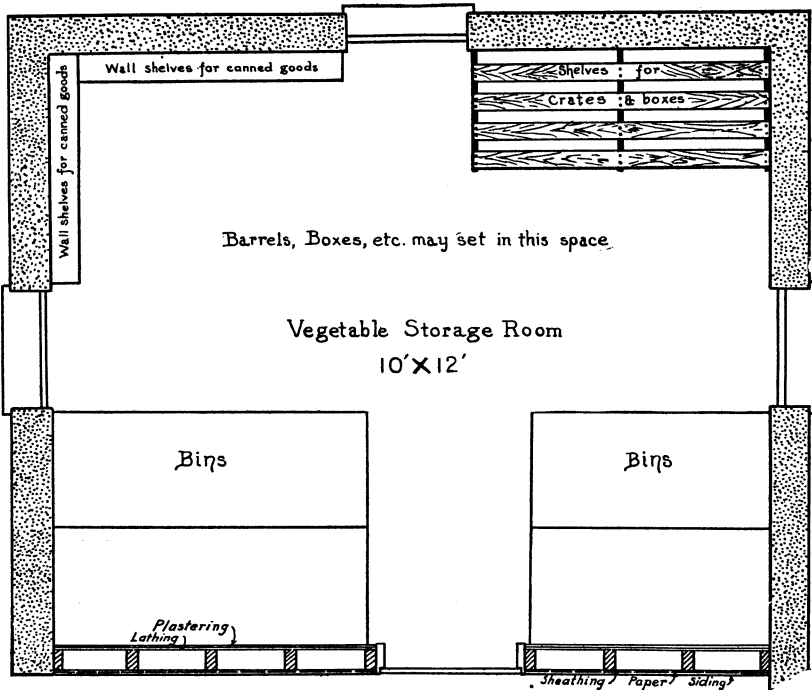 Wall shelves for canned goods
Wall shelves for canned goods
Shelves for
Crates & boxes
Barrels, Boxes, etc. may set in this space
Vegetable Storage Room
10' X 12'
Bins
Bins
Plastering
Lathing
Sheathing Paper Siding